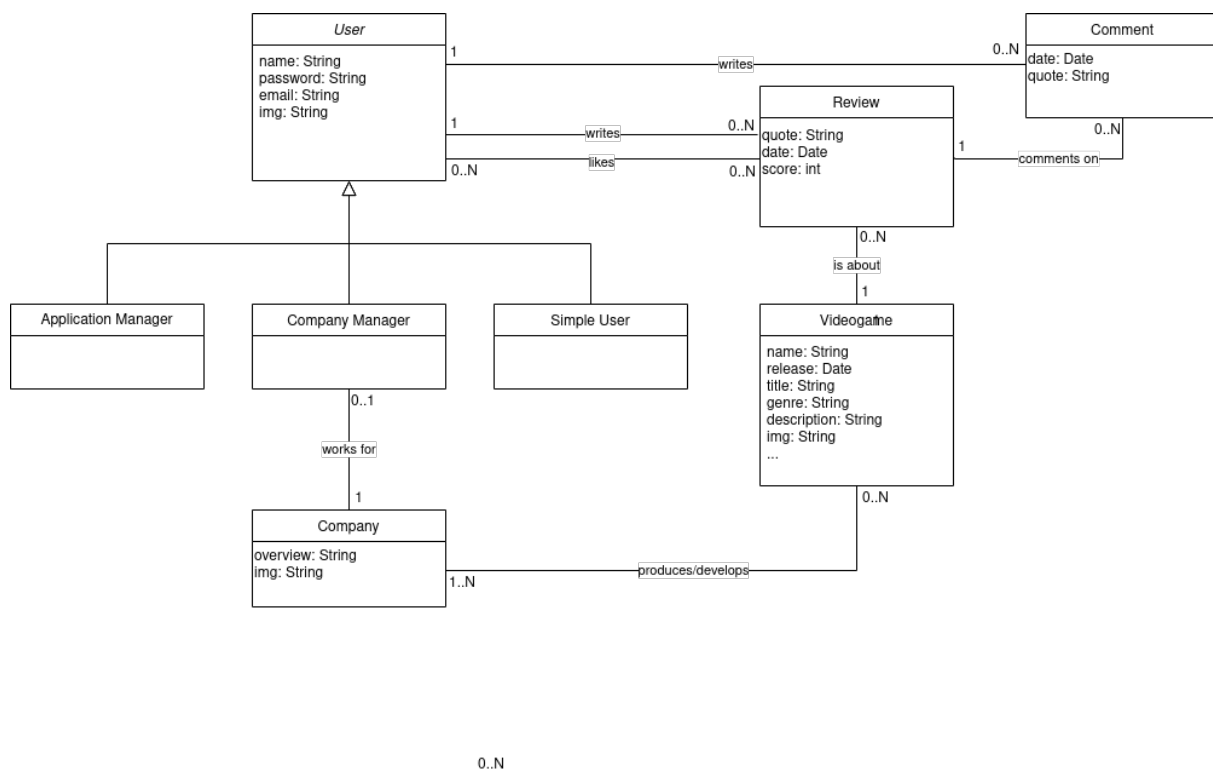 User
name: String
password: String
email: String
img: String
1
writes
0..N
Comment
date: Date
quote: String
0..N
1
writes
0..N
0..N
likes
0..N
Review
quote: String
date: Date
score: int
1
comments on
0..N
is about
1
Application Manager
Company Manager
Simple User
Videogame
name: String
release: Date
title: String
genre: String
description: String
img: String
...
0..1
works for
1
Company
overview: String
img: String
1..N
produces/develops
0..N
0..N